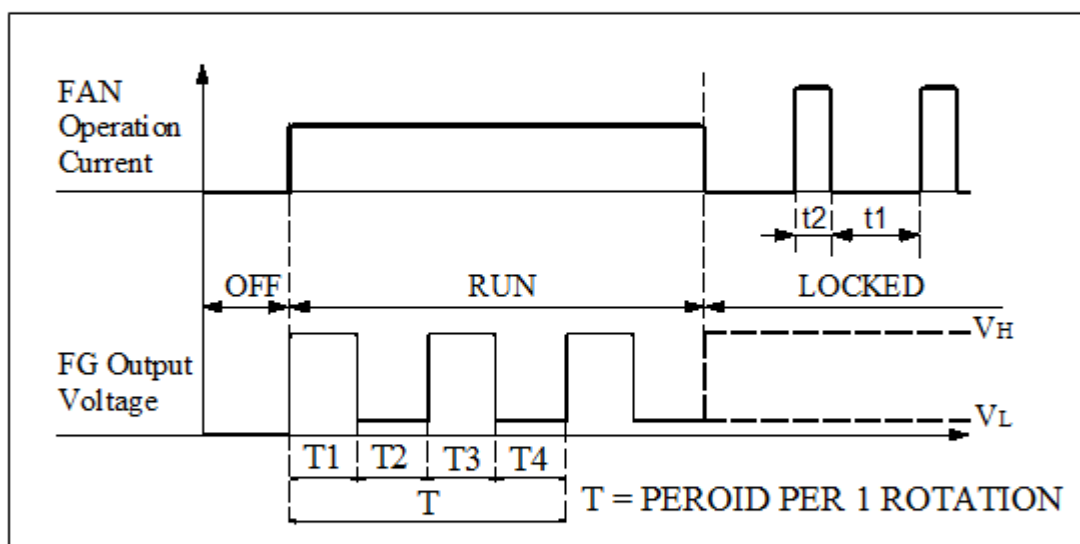 FAN
Operation
Current
t2
t1
OFF
RUN
LOCKED
VH
FG Output
Voltage
VL
T1
T2
T3
T4
T
T = PEROID PER 1 ROTATION